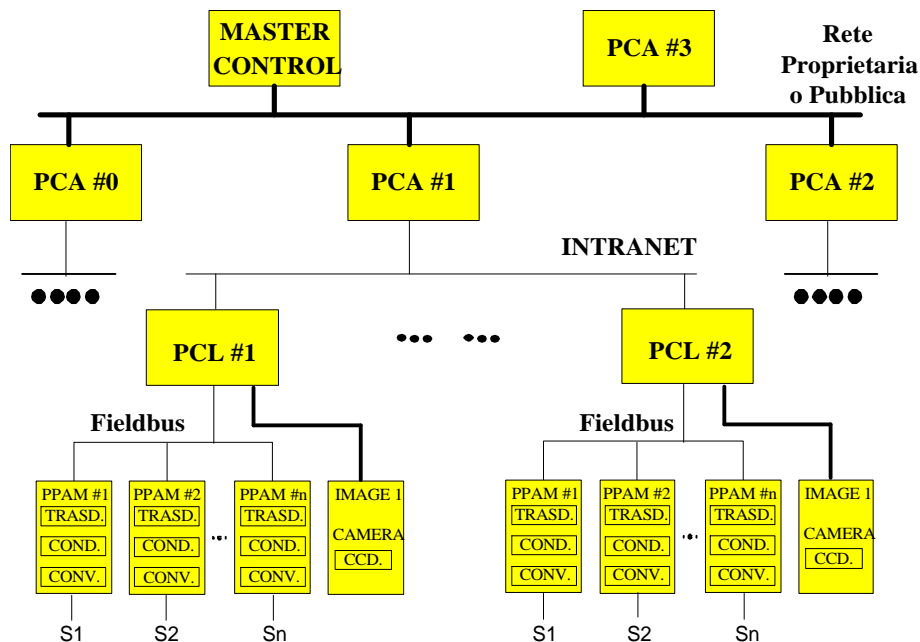 MASTER
CONTROL
PCA #3
Rete
Proprietaria
o Pubblica
PCA #0
PCA #1
PCA #2
INTRANET
PCL #1
PCL #2
Fieldbus
Fieldbus
PPAM #1
TRASD.
COND.
CONV.
S1
PPAM #2
TRASD.
COND.
CONV.
S2
PPAM #n
TRASD.
COND.
CONV.
Sn
IMAGE 1
CAMERA
CCD.
PPAM #1
TRASD.
COND.
CONV.
S1
PPAM #2
TRASD.
COND.
CONV.
S2
PPAM #n
TRASD.
COND.
CONV.
Sn
IMAGE 1
CAMERA
CCD.